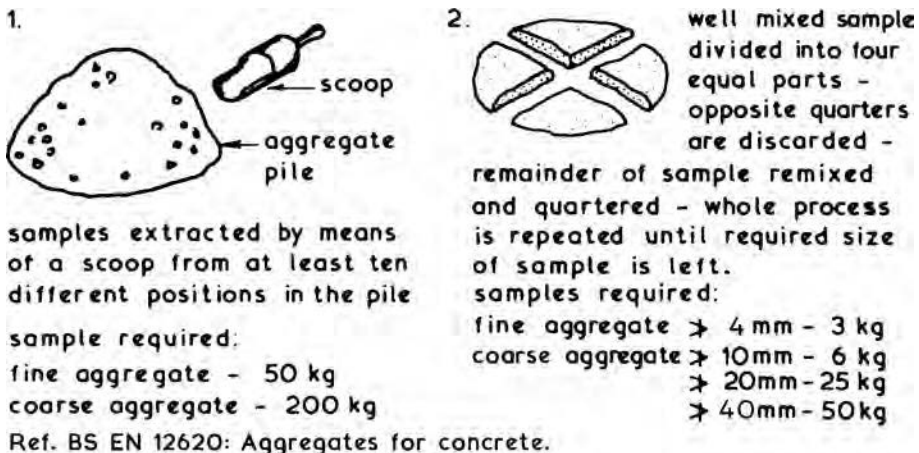 1.
scoop
aggregate
pile
samples extracted by means
of a scoop from at least ten
different positions in the pile
sample required:
fine aggregate - 50 kg
coarse aggregate - 200 kg
2.
well mixed sample
divided into four
equal parts -
opposite quarters
are discarded -
remainder of sample remixed
and quartered - whole process
is repeated until required size
of sample is left.
samples required:
fine aggregate ≯ 4 mm - 3 kg
coarse aggregate ≯ 10mm - 6 kg
≯ 20mm - 25 kg
≯ 40mm - 50 kg
Ref. BS EN 12620: Aggregates for concrete.